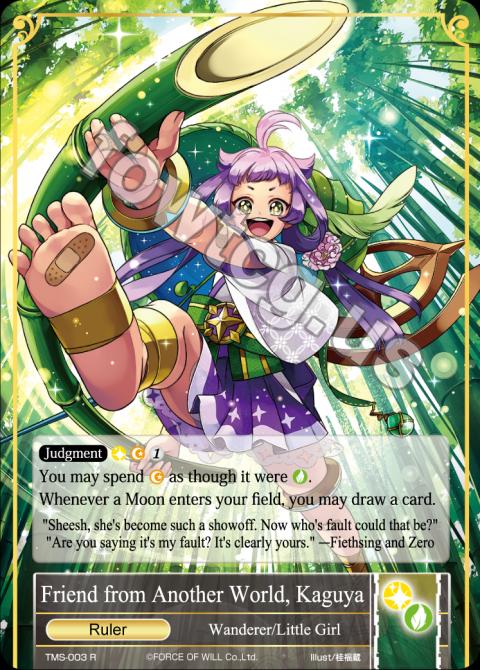 fowtcg.us
Judgment 1
You may spend as though it were .
Whenever a Moon enters your field, you may draw a card.
"Sheesh, she's become such a showoff. Now who's fault could that be?"
"Are you saying it's my fault? It's clearly yours." —Fiethsing and Zero
Friend from Another World, Kaguya
Ruler
Wanderer/Little Girl
TMS-003 R
©FORCE OF WILL Co.,Ltd.
Illust/桂福蔵